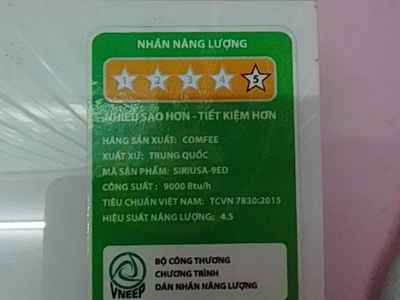 NHÃN NĂNG LƯỢNG
1 2 3 4 5
NHIỀU SAO HƠN - TIẾT KIỆM HƠN
HÃNG SẢN XUẤT: COMFEE
XUẤT XỨ: TRUNG QUỐC
MÃ SẢN PHẨM: SIRIUSA-9ED
CÔNG SUẤT : 9000 Btu/h
TIÊU CHUẨN VIỆT NAM: TCVN 7830:2015
HIỆU SUẤT NĂNG LƯỢNG: 4.5
BỘ CÔNG THƯƠNG
CHƯƠNG TRÌNH
DÁN NHÃN NĂNG LƯỢNG
VNEEP